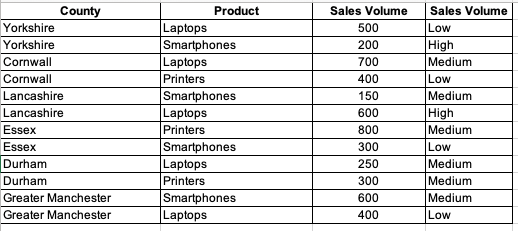 County Product Sales Volume Sales Volume
Yorkshire Laptops 500 Low
Yorkshire Smartphones 200 High
Cornwall Laptops 700 Medium
Cornwall Printers 400 Low
Lancashire Smartphones 150 Medium
Lancashire Laptops 600 High
Essex Printers 800 Medium
Essex Smartphones 300 Low
Durham Laptops 250 Medium
Durham Printers 300 Medium
Greater Manchester Smartphones 600 Medium
Greater Manchester Laptops 400 Low